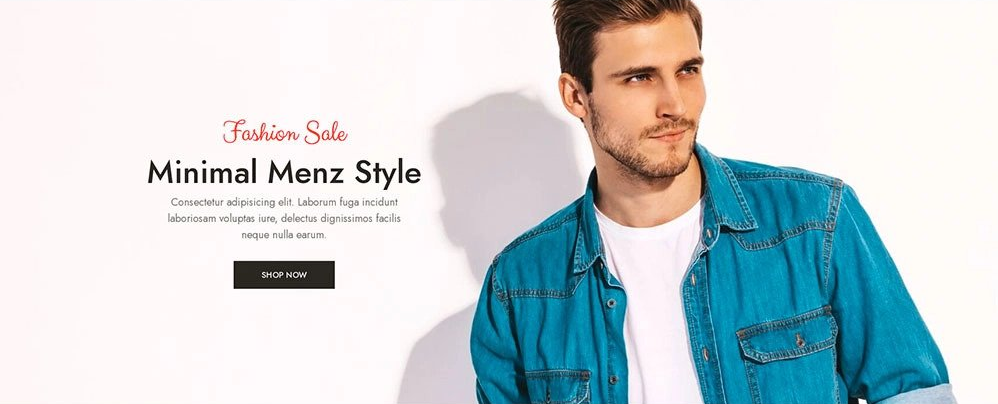 Fashion Sale
Minimal Menz Style
Consectetur adipisicing elit. Laborum fuga incidunt
laboriosam voluptas iure, delectus dignissimos facilis
neque nulla earum.
SHOP NOW